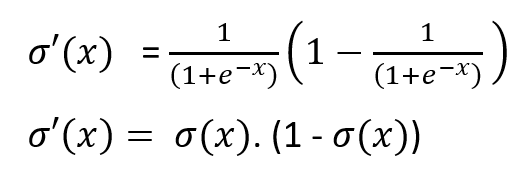 σ′(x) = 1/(1+e^{−x}) (1 − 1/(1+e^{−x}))
σ′(x) = σ(x). (1 - σ(x))